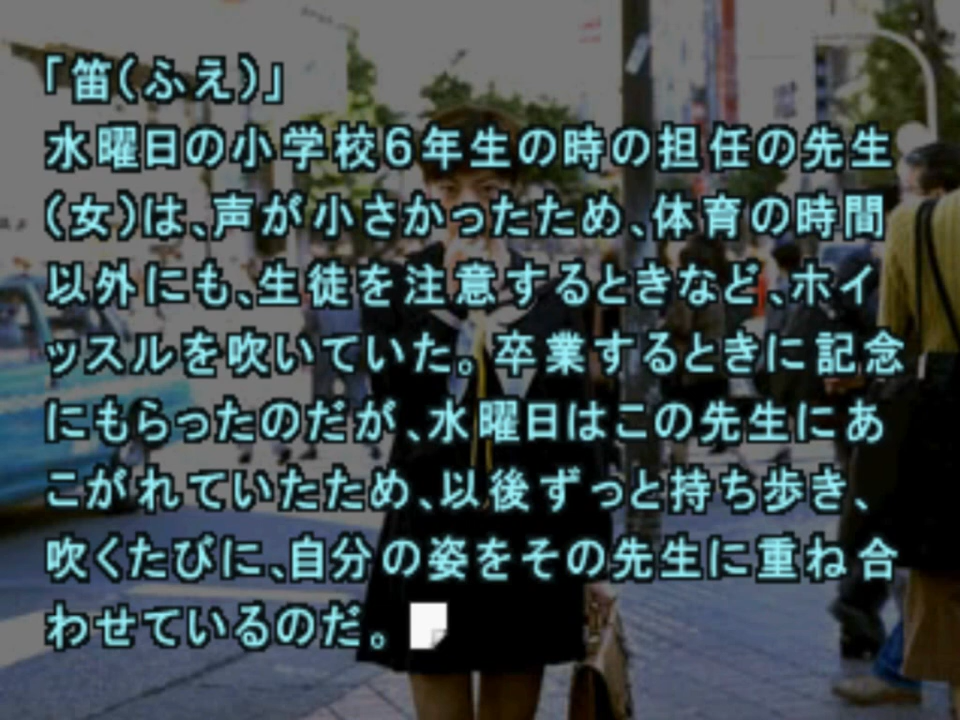 「笛(ふえ)」
水曜日の小学校6年生の時の担任の先生
(女)は、声が小さかったため、体育の時間
以外にも、生徒を注意するときなど、ホイ
ッスルを吹いていた。卒業するときに記念
にもらったのだが、水曜日はこの先生にあ
こがれていたため、以後ずっと持ち歩き、
吹くたびに、自分の姿をその先生に重ね合
わせているのだ。